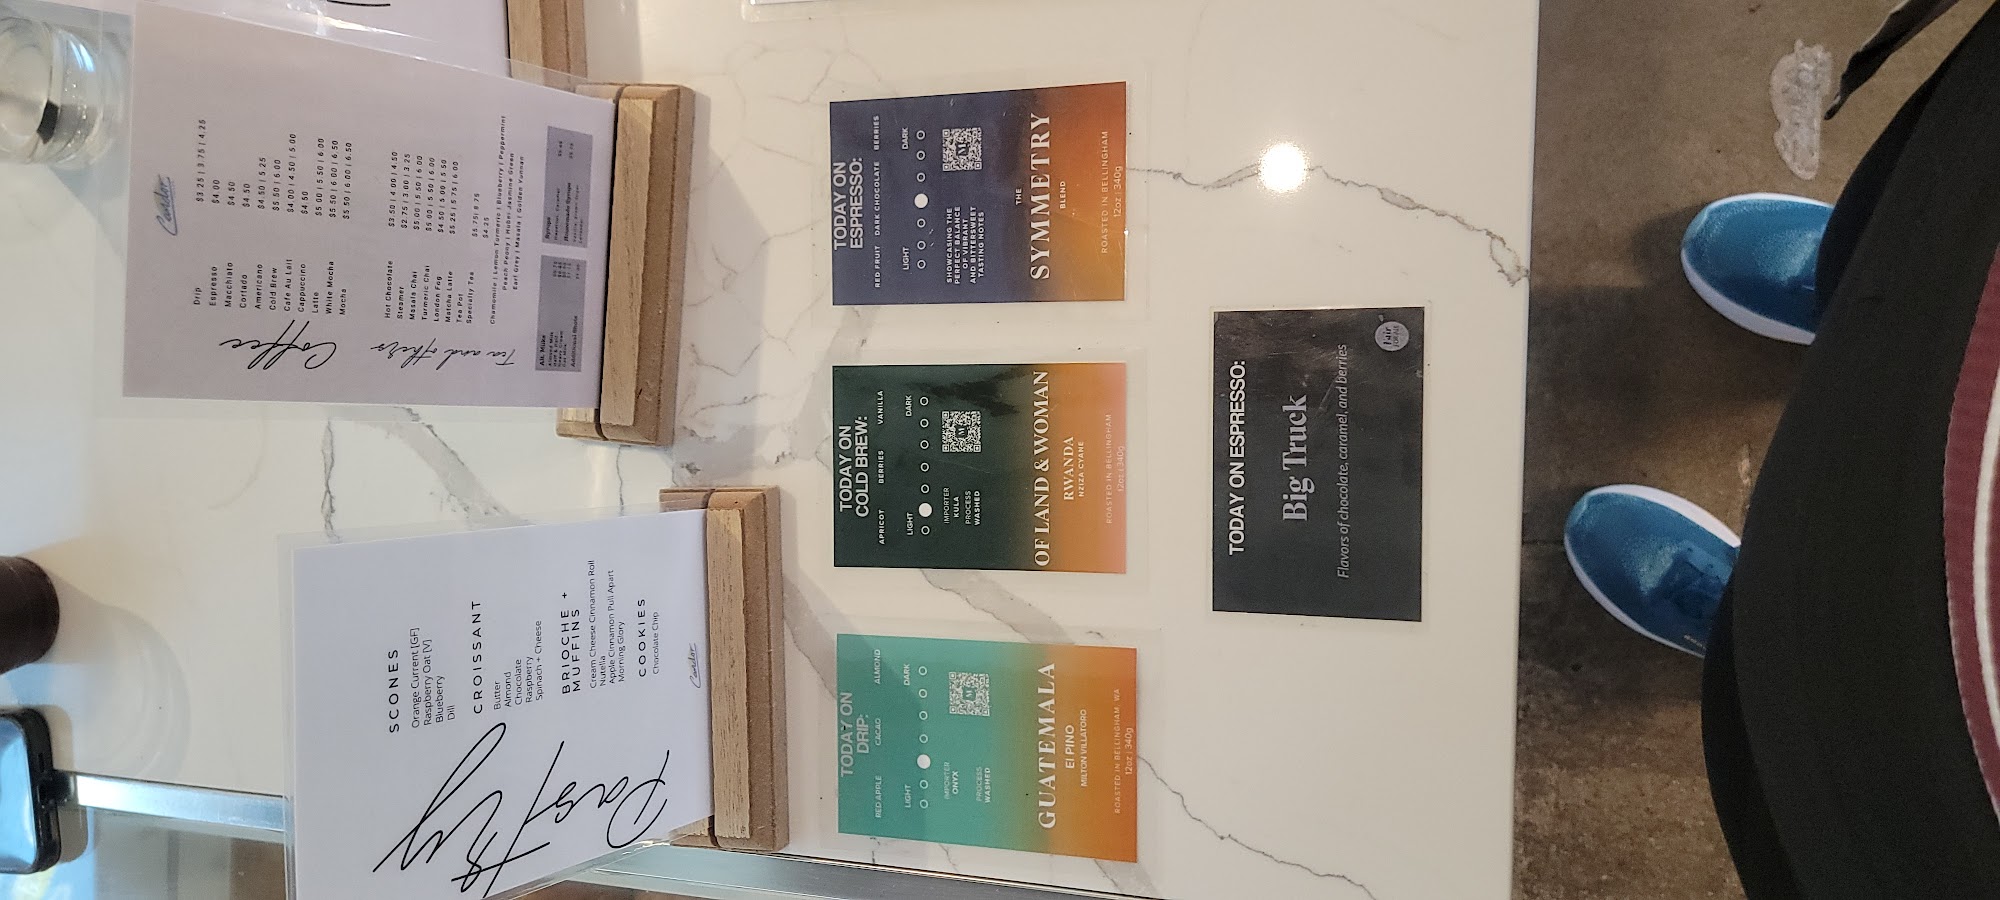 Pastry
SCONES
Orange Current [GF]
Raspberry Oat [V]
Blueberry
Dill
CROISSANT
Butter
Almond
Chocolate
Raspberry
Spinach + Cheese
BRIOCHE +
MUFFINS
Cream Cheese Cinnamon Roll
Nutella
Apple Cinnamon Pull Apart
Morning Glory
COOKIES
Chocolate Chip
Coffee
Drip $3.25 | 3.75 | 4.25
Espresso $4.00
Macchiato $4.50
Cortado $4.50
Americano $4.50 | 5.25
Cold Brew $5.50 | 6.00
Cafe Au Lait $4.00 | 4.50 | 5.00
Cappuccino $4.50
Latte $5.00 | 5.50 | 6.00
White Mocha $5.50 | 6.00 | 6.50
Mocha $5.50 | 6.00 | 6.50
Tea and others
Hot Chocolate $3.50 | 4.00 | 4.50
Steamer $2.75 | 3.00 | 3.25
Masala Chai $5.00 | 5.50 | 6.00
Turmeric Chai $5.00 | 5.50 | 6.00
London Fog $4.50 | 5.00 | 5.50
Matcha Latte $5.25 | 5.75 | 6.00
Tea Pot
Specialty Tea $4.25
Chamomile | Lemon Turmeric | Blueberry | Peppermint
Peach Peony | Hubei Jasmine Green
Earl Grey | Masala | Golden Yunnan
Alt. Milks
Additional Shots
Syrups
Homemade Syrups
TODAY ON
DRIP:
RED APPLE CACAO ALMOND
LIGHT DARK
IMPORTER
ONYX
PROCESS
WASHED
GUATEMALA
El PINO
MILTON VILLATORO
ROASTED IN BELLINGHAM, WA
12oz | 340g
TODAY ON
COLD BREW:
APRICOT BERRIES VANILLA
LIGHT DARK
IMPORTER
KULA
PROCESS
WASHED
OF LAND & WOMAN
RWANDA
NZIZA CYANE
ROASTED IN BELLINGHAM
12oz | 340g
TODAY ON
ESPRESSO:
RED FRUIT DARK CHOCOLATE BERRIES
LIGHT DARK
SHOWCASING THE
PERFECT BALANCE
OF VIBRANT
AND BITTERSWEET
TASTING NOTES
THE
SYMMETRY
BLEND
ROASTED IN BELLINGHAM
12oz | 340g
TODAY ON ESPRESSO:
Big Truck
Flavors of chocolate, caramel, and berries
Fair
FOR LIFE